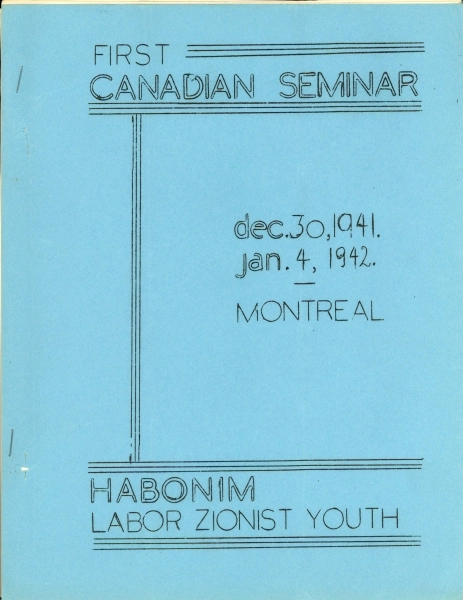 FIRST
CANADIAN SEMINAR
dec.30,1941.
jan. 4, 1942.
—
MONTREAL
HABONIM
LABOR ZIONIST YOUTH